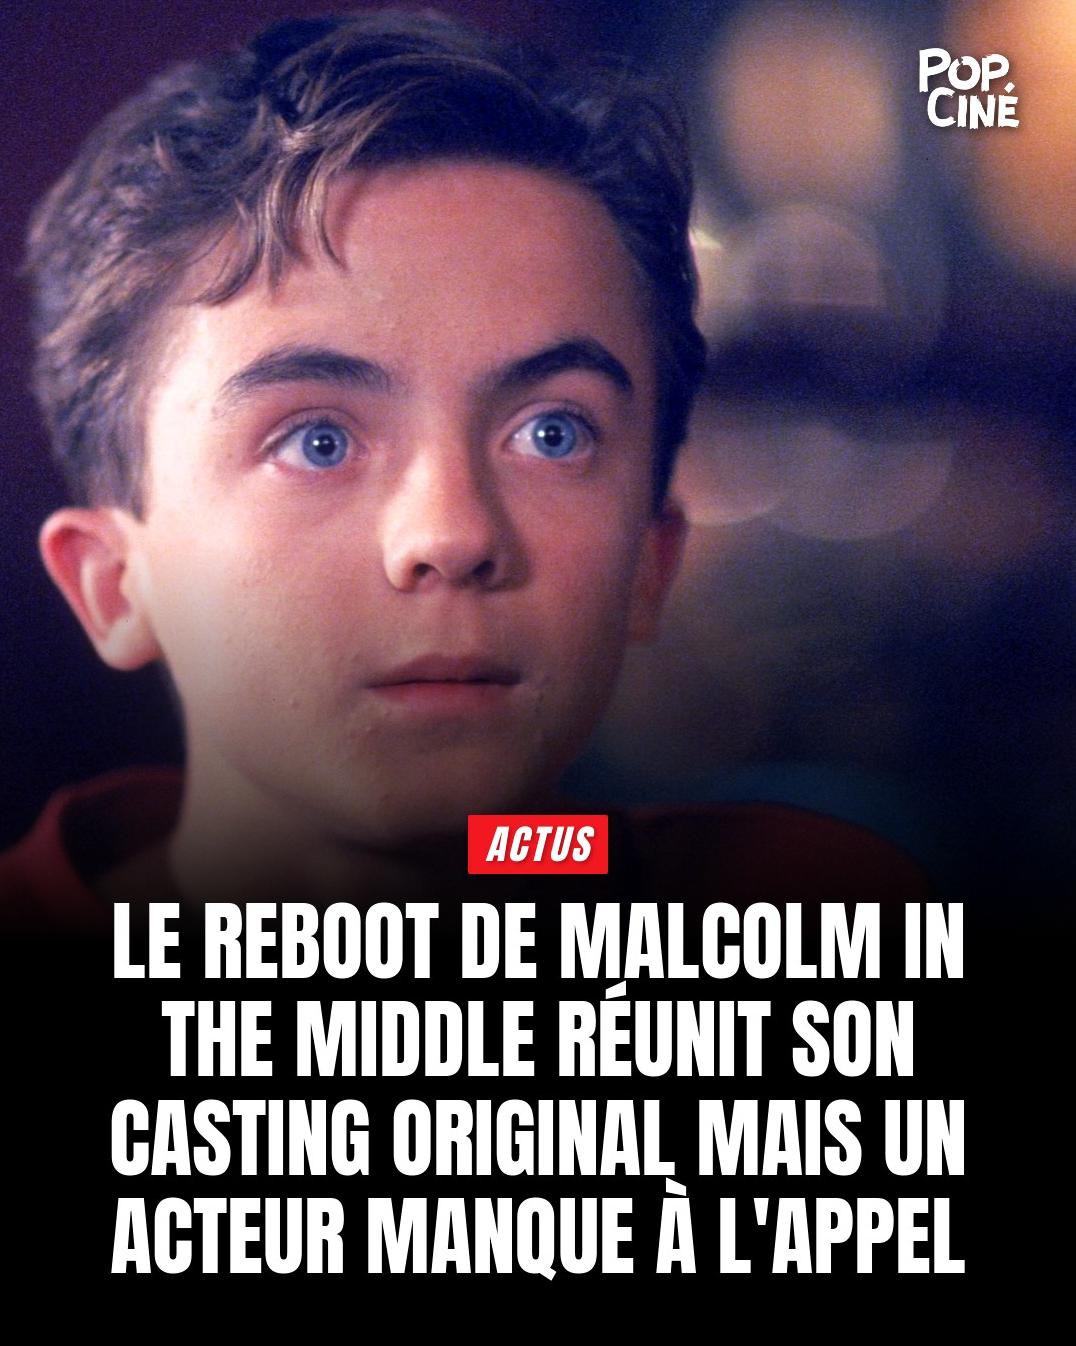 POP.
CINÉ
ACTUS
LE REBOOT DE MALCOLM IN
THE MIDDLE RÉUNIT SON
CASTING ORIGINAL MAIS UN
ACTEUR MANQUE À L'APPEL